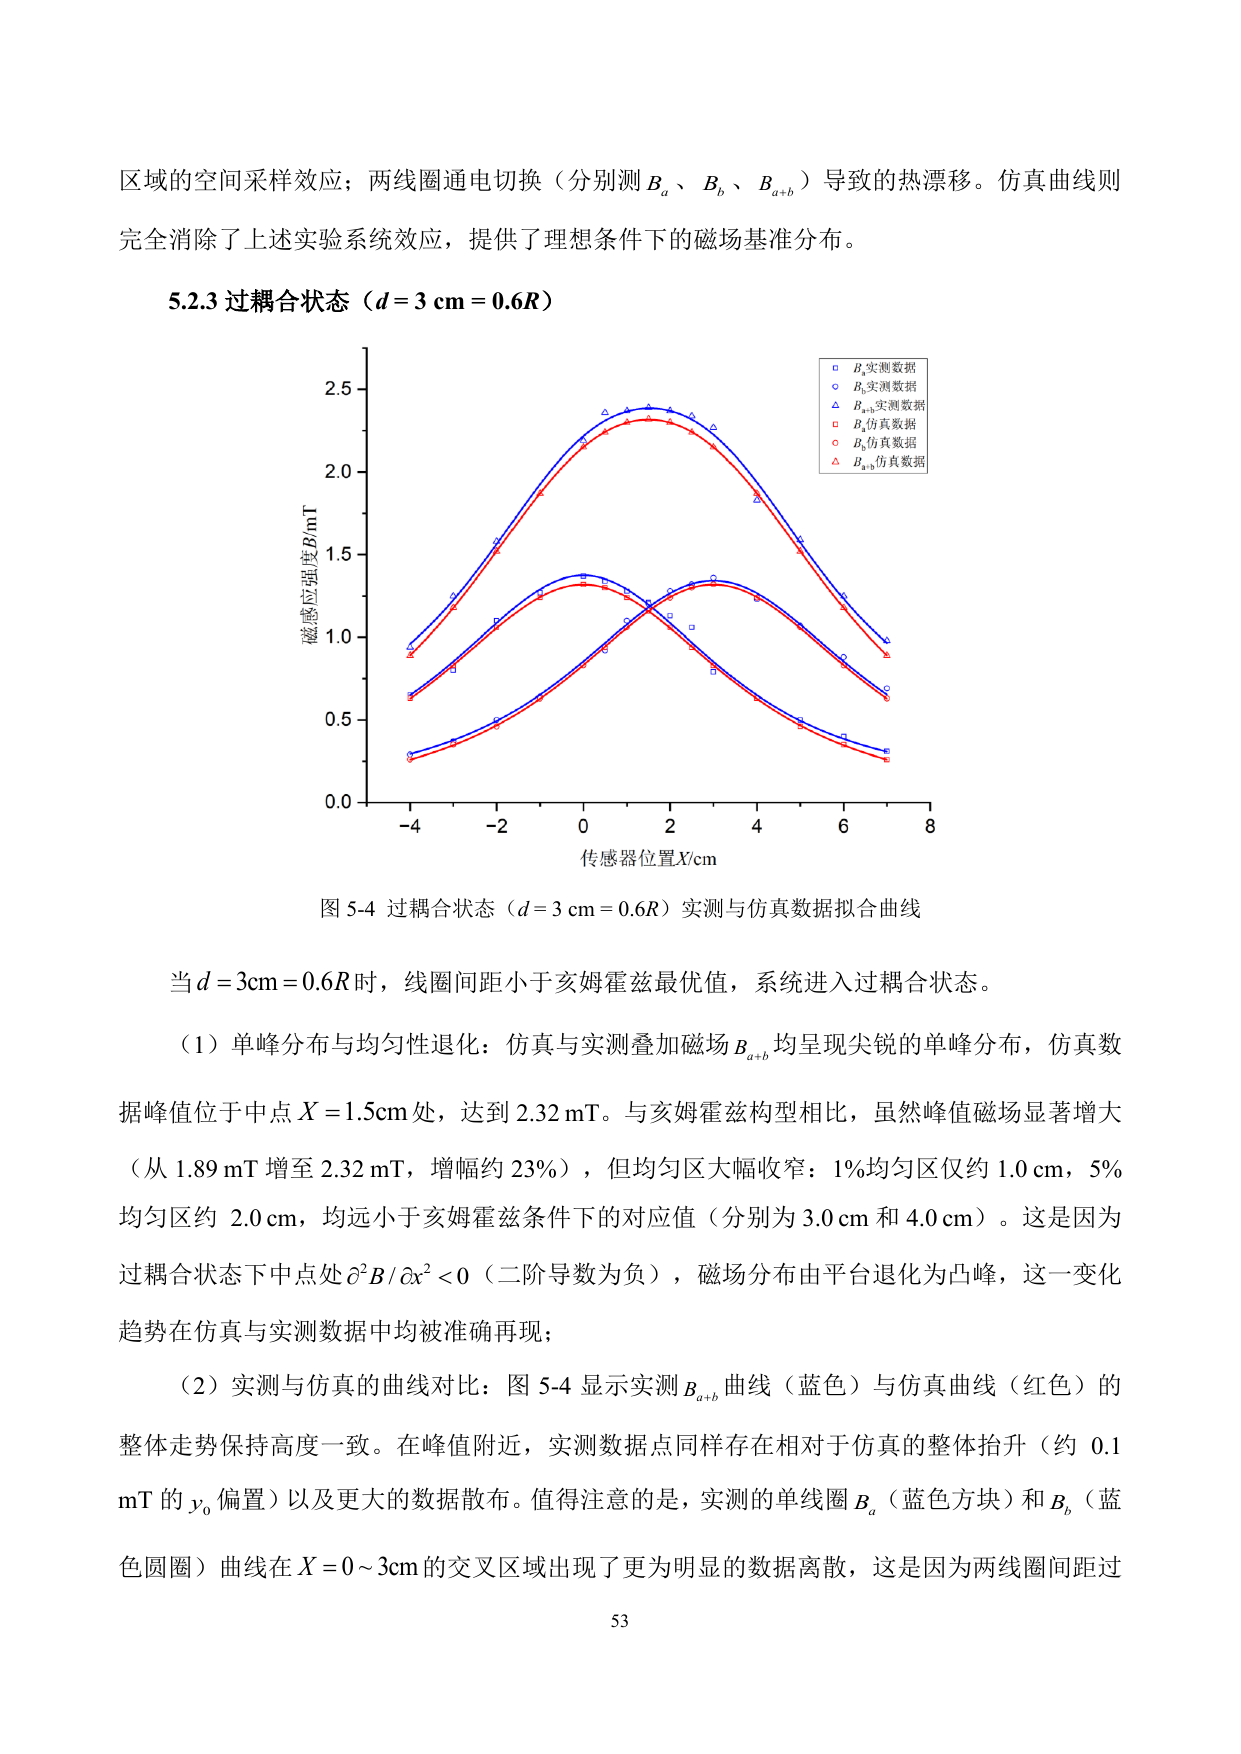 区域的空间采样效应；两线圈通电切换（分别测 Ba 、 Bb 、 Ba+b ）导致的热漂移。仿真曲线则
完全消除了上述实验系统效应，提供了理想条件下的磁场基准分布。
5.2.3 过耦合状态（d = 3 cm = 0.6R）
Ba实测数据
Bb实测数据
Ba+b实测数据
Ba仿真数据
Bb仿真数据
Ba+b仿真数据
2.5
2.0
1.5
1.0
0.5
0.0
磁感应强度B/mT
−4 −2 0 2 4 6 8
传感器位置X/cm
图 5-4 过耦合状态（d = 3 cm = 0.6R）实测与仿真数据拟合曲线
当 d = 3cm = 0.6R 时，线圈间距小于亥姆霍兹最优值，系统进入过耦合状态。
（1）单峰分布与均匀性退化：仿真与实测叠加磁场 Ba+b 均呈现尖锐的单峰分布，仿真数
据峰值位于中点 X = 1.5cm 处，达到 2.32 mT。与亥姆霍兹构型相比，虽然峰值磁场显著增大
（从 1.89 mT 增至 2.32 mT，增幅约 23%），但均匀区大幅收窄：1%均匀区仅约 1.0 cm，5%
均匀区约 2.0 cm，均远小于亥姆霍兹条件下的对应值（分别为 3.0 cm 和 4.0 cm）。这是因为
过耦合状态下中点处 ∂²B / ∂x² < 0（二阶导数为负），磁场分布由平台退化为凸峰，这一变化
趋势在仿真与实测数据中均被准确再现；
（2）实测与仿真的曲线对比：图 5-4 显示实测 Ba+b 曲线（蓝色）与仿真曲线（红色）的
整体走势保持高度一致。在峰值附近，实测数据点同样存在相对于仿真的整体抬升（约 0.1
mT 的 y0 偏置）以及更大的数据散布。值得注意的是，实测的单线圈 Ba（蓝色方块）和 Bb（蓝
色圆圈）曲线在 X = 0 ~ 3cm 的交叉区域出现了更为明显的数据离散，这是因为两线圈间距过
53